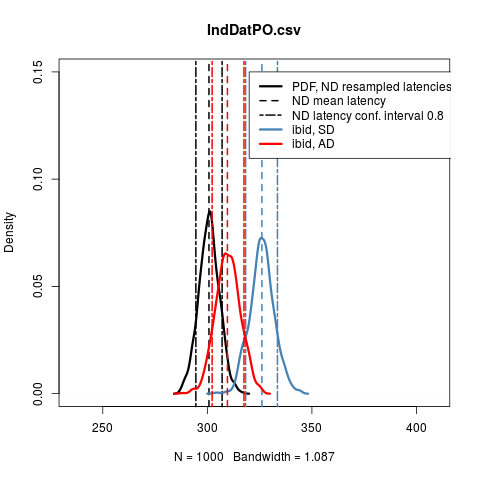 IndDatPO.csv
PDF, ND resampled latencies
ND mean latency
ND latency conf. interval 0.8
ibid, SD
ibid, AD
Density
0.15
0.10
0.05
0.00
250 300 350 400
N = 1000 Bandwidth = 1.087